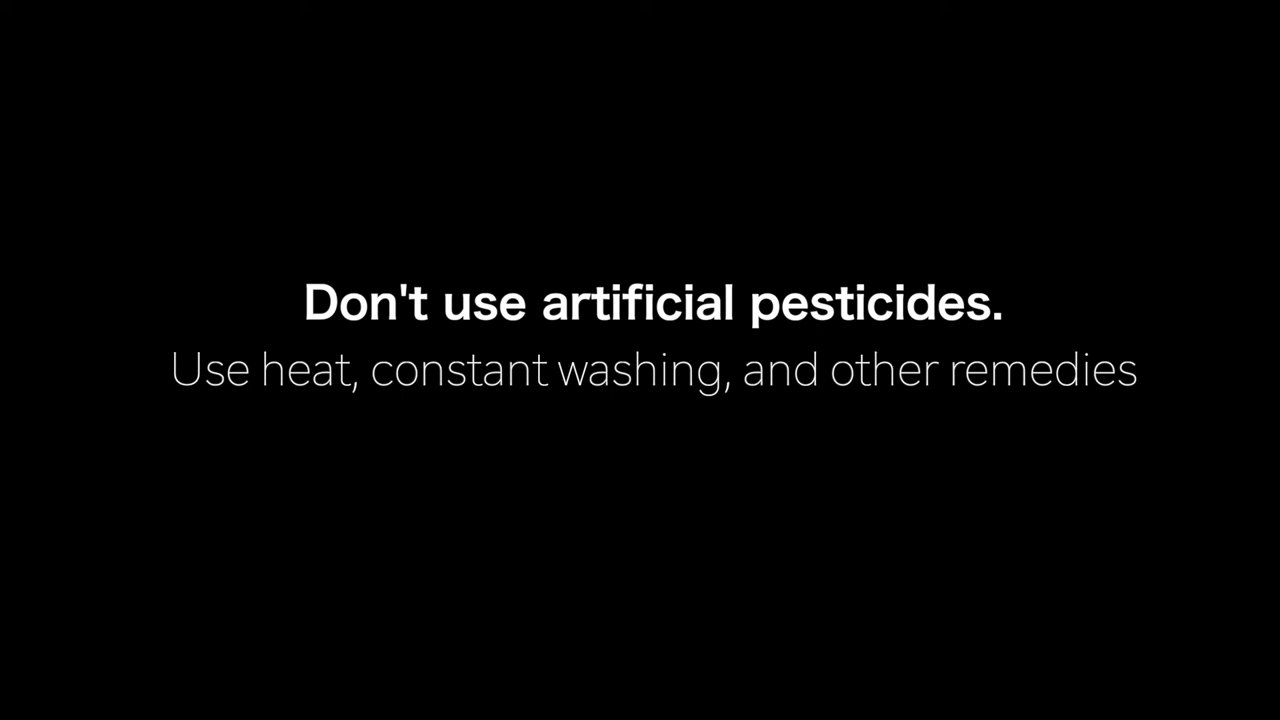 Don't use artificial pesticides.
Use heat, constant washing, and other remedies